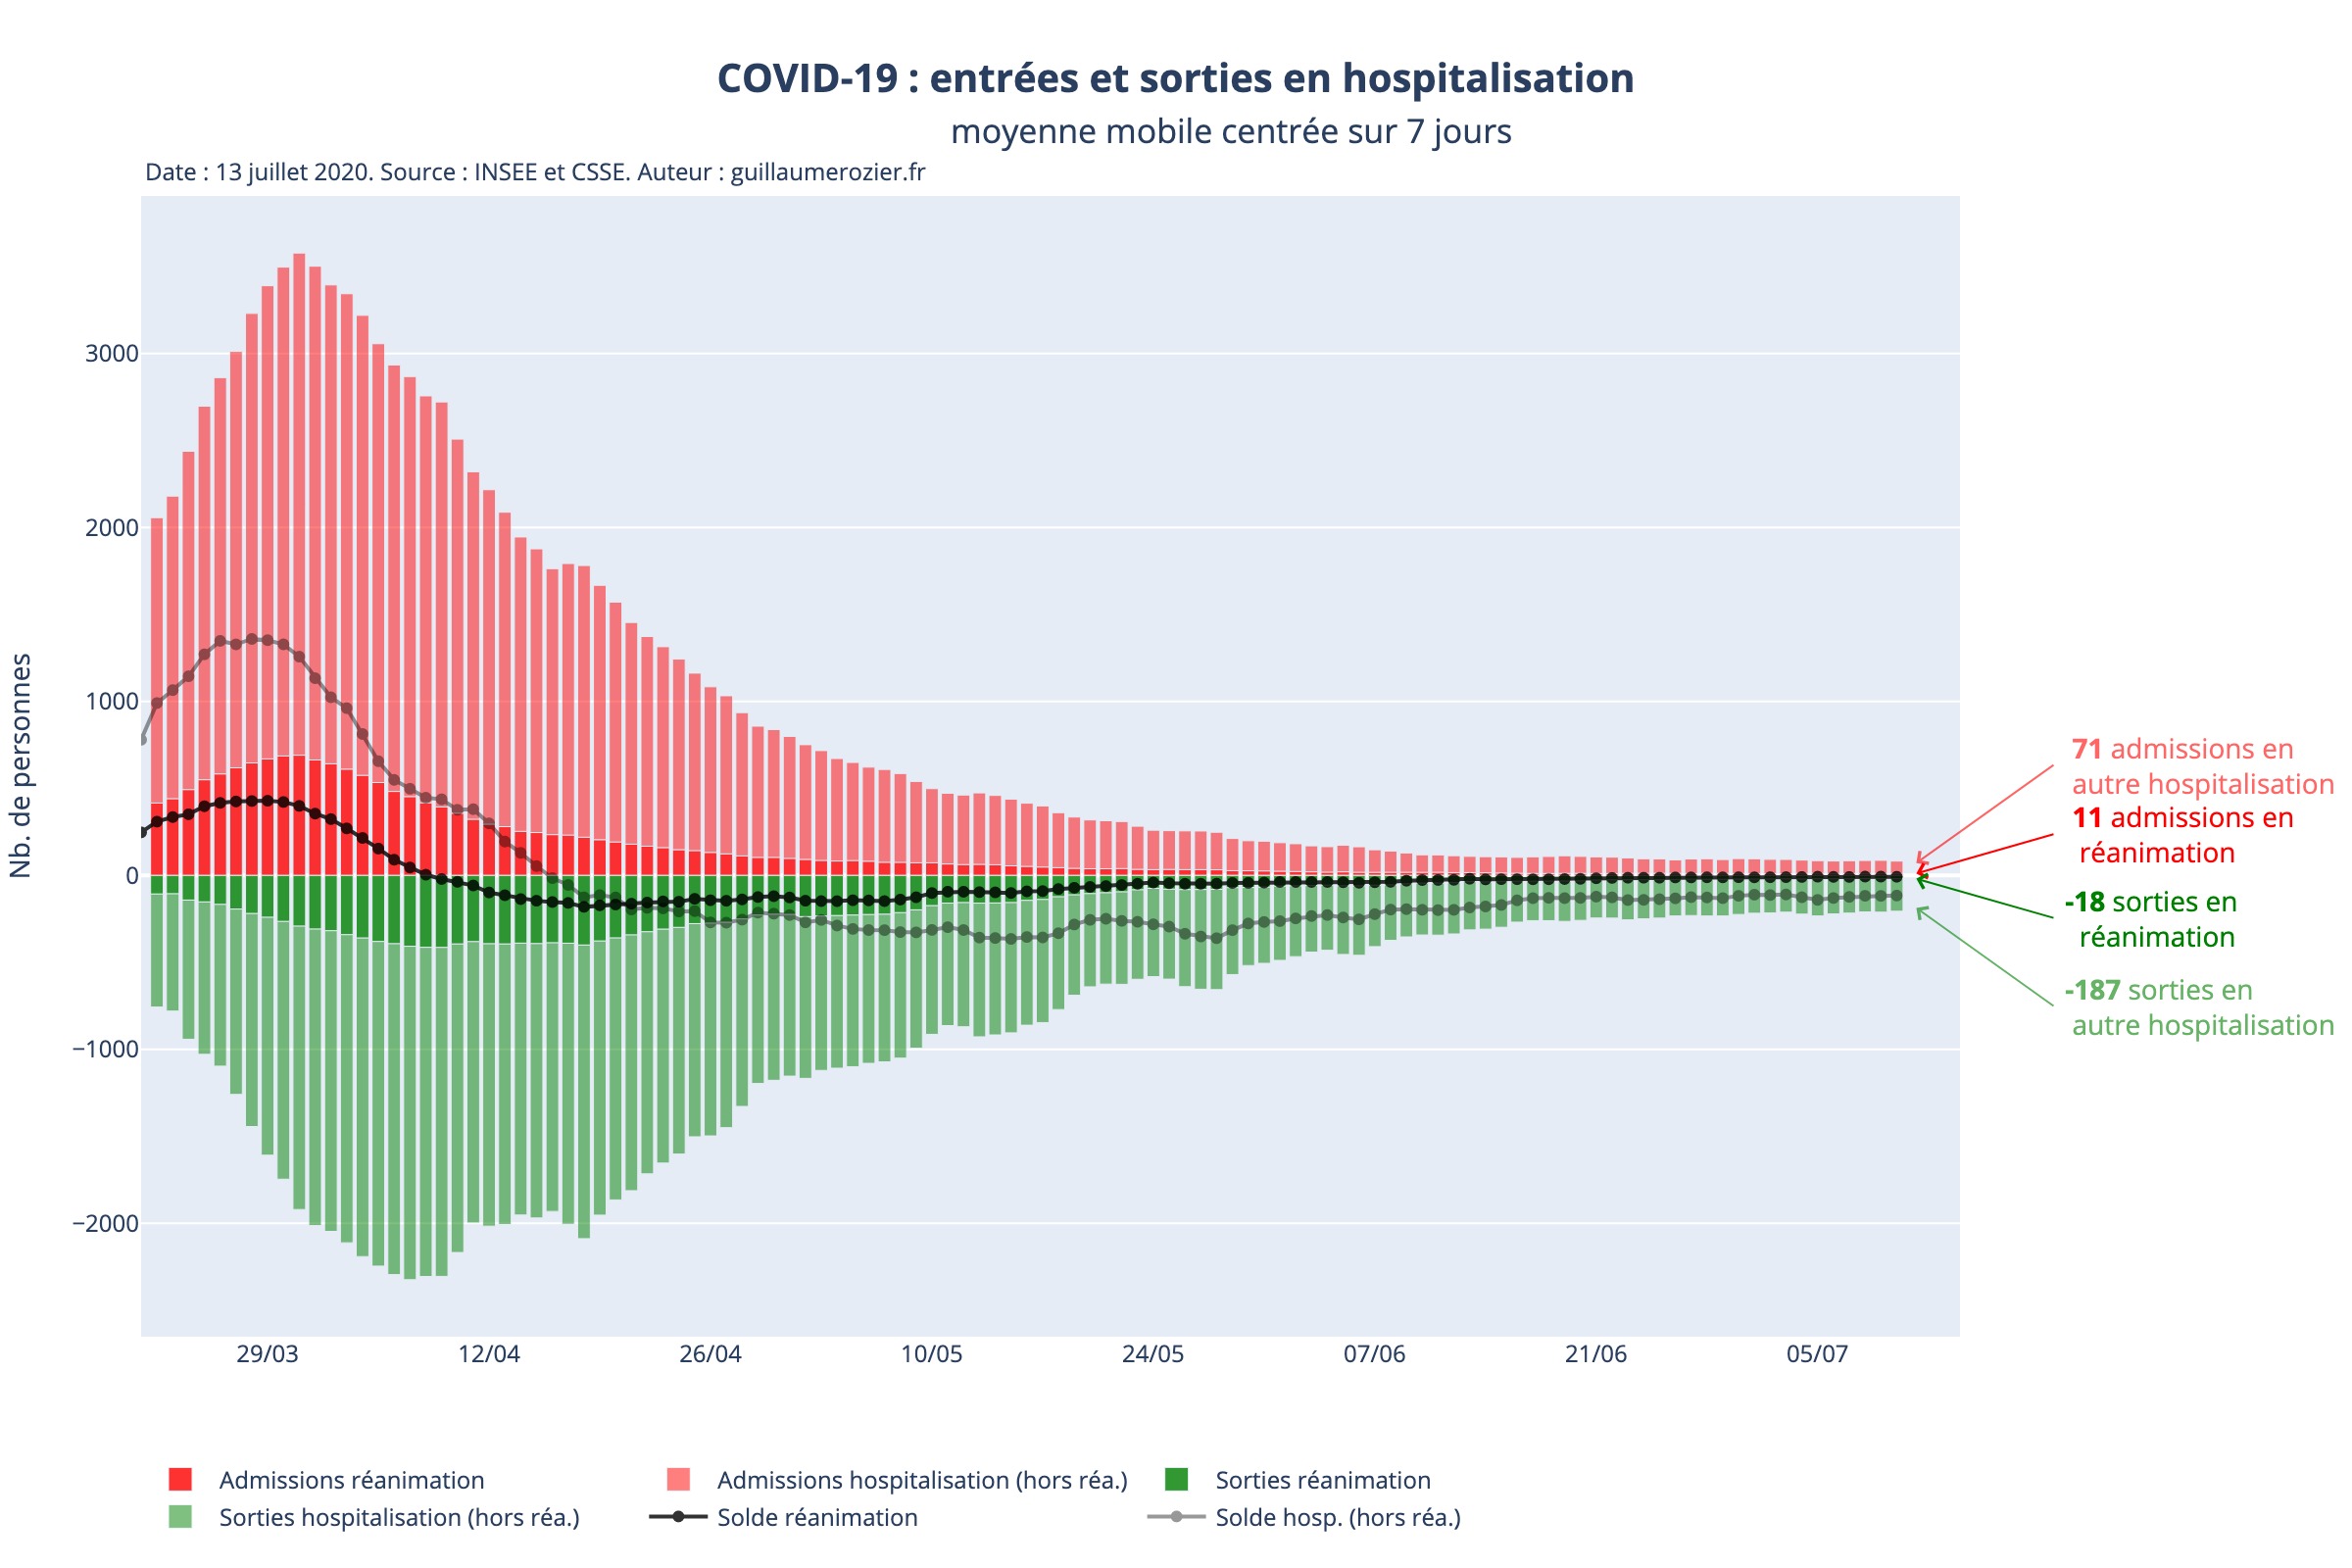 COVID-19 : entrées et sorties en hospitalisation
moyenne mobile centrée sur 7 jours
Date : 13 juillet 2020. Source : INSEE et CSSE. Auteur : guillaumerozier.fr
Nb. de personnes
3000
2000
1000
0
−1000
−2000
29/03
12/04
26/04
10/05
24/05
07/06
21/06
05/07
71 admissions en
autre hospitalisation
11 admissions en
réanimation
-18 sorties en
réanimation
-187 sorties en
autre hospitalisation
Admissions réanimation
Admissions hospitalisation (hors réa.)
Sorties réanimation
Sorties hospitalisation (hors réa.)
Solde réanimation
Solde hosp. (hors réa.)